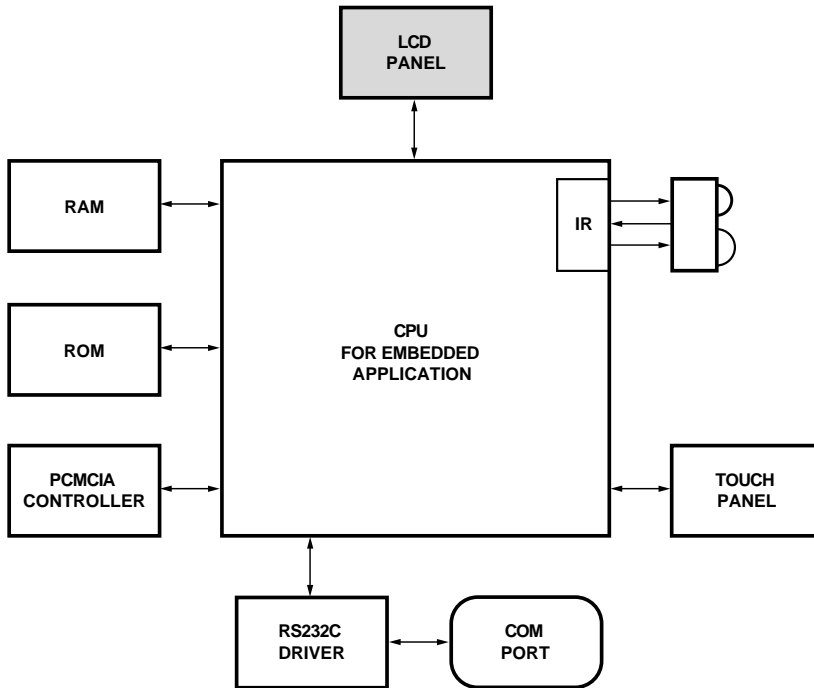 LCD
PANEL
RAM
IR
ROM
CPU
FOR EMBEDDED
APPLICATION
PCMCIA
CONTROLLER
TOUCH
PANEL
RS232C
DRIVER
COM
PORT